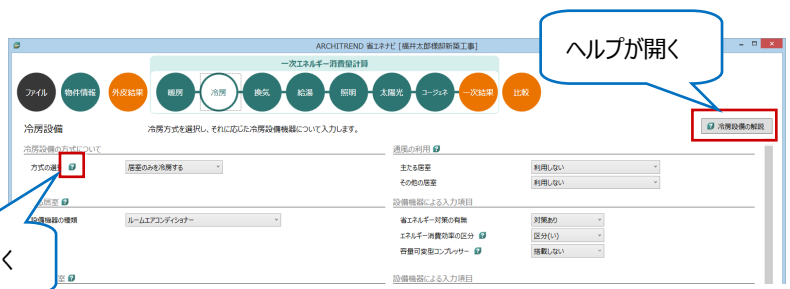 ARCHITREND 省エネナビ [福井太郎様邸新築工事]
ヘルプが開く
一次エネルギー消費量計算
ファイル 物件情報 外皮結果 暖房 冷房 換気 給湯 照明 太陽光 コージェネ 一次結果 比較
冷房設備 冷房方式を選択し、それに応じた冷房設備機器について入力します。 冷房設備の解説
冷房設備の方式について 通風の利用
方式の選択 居室のみを冷房する 主たる居室 利用しない
その他の居室 利用しない
居室 設備機器による入力項目
設備機器の種類 ルームエアコンディショナー 省エネルギー対策の有無 対策あり
エネルギー消費効率の区分 区分(い)
容量可変型コンプレッサー 搭載しない
く
室 設備機器による入力項目